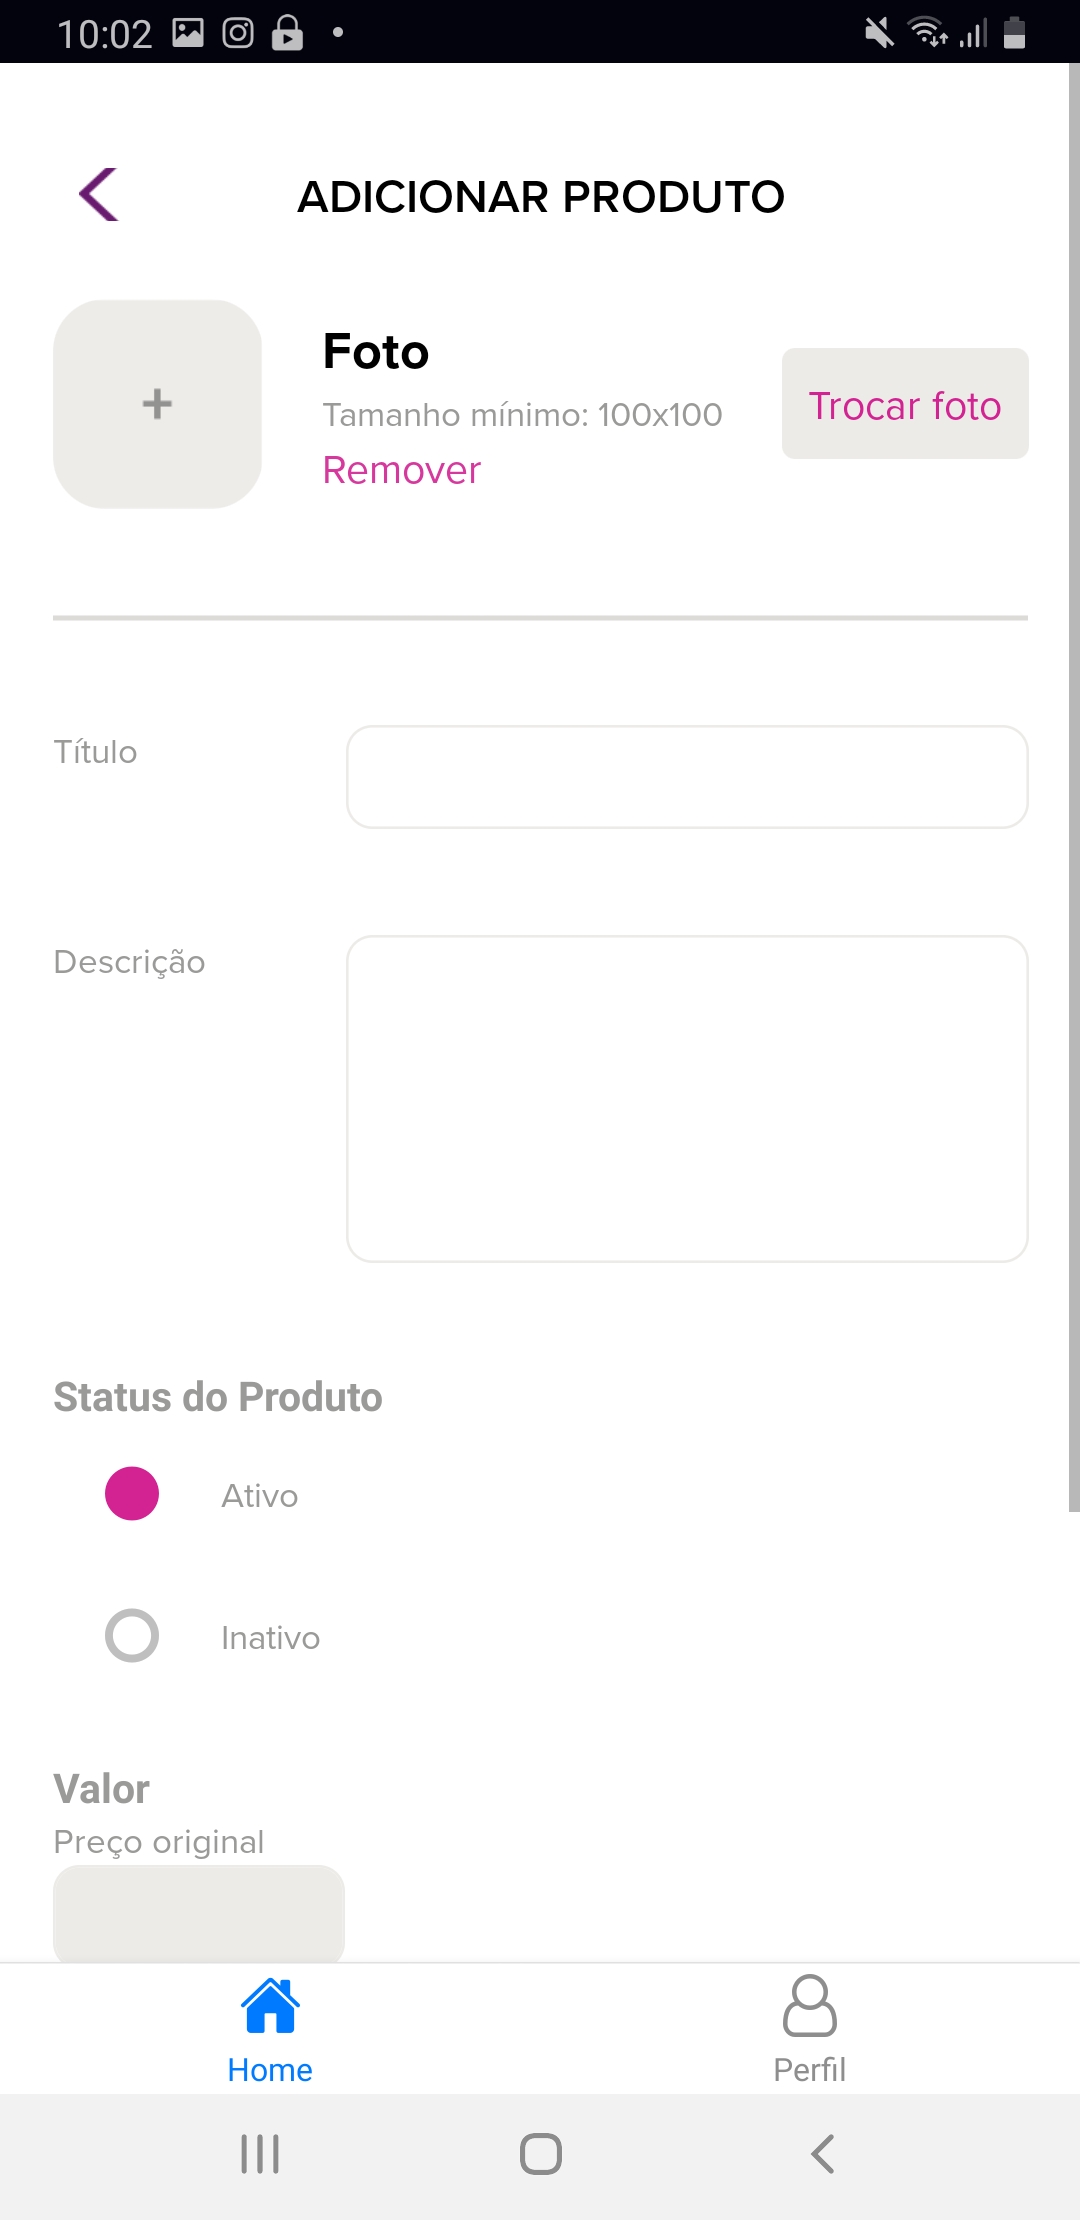 10:02
ADICIONAR PRODUTO
Foto
Tamanho mínimo: 100x100
Remover
Trocar foto
Título
Descrição
Status do Produto
Ativo
Inativo
Valor
Preço original
Home
Perfil